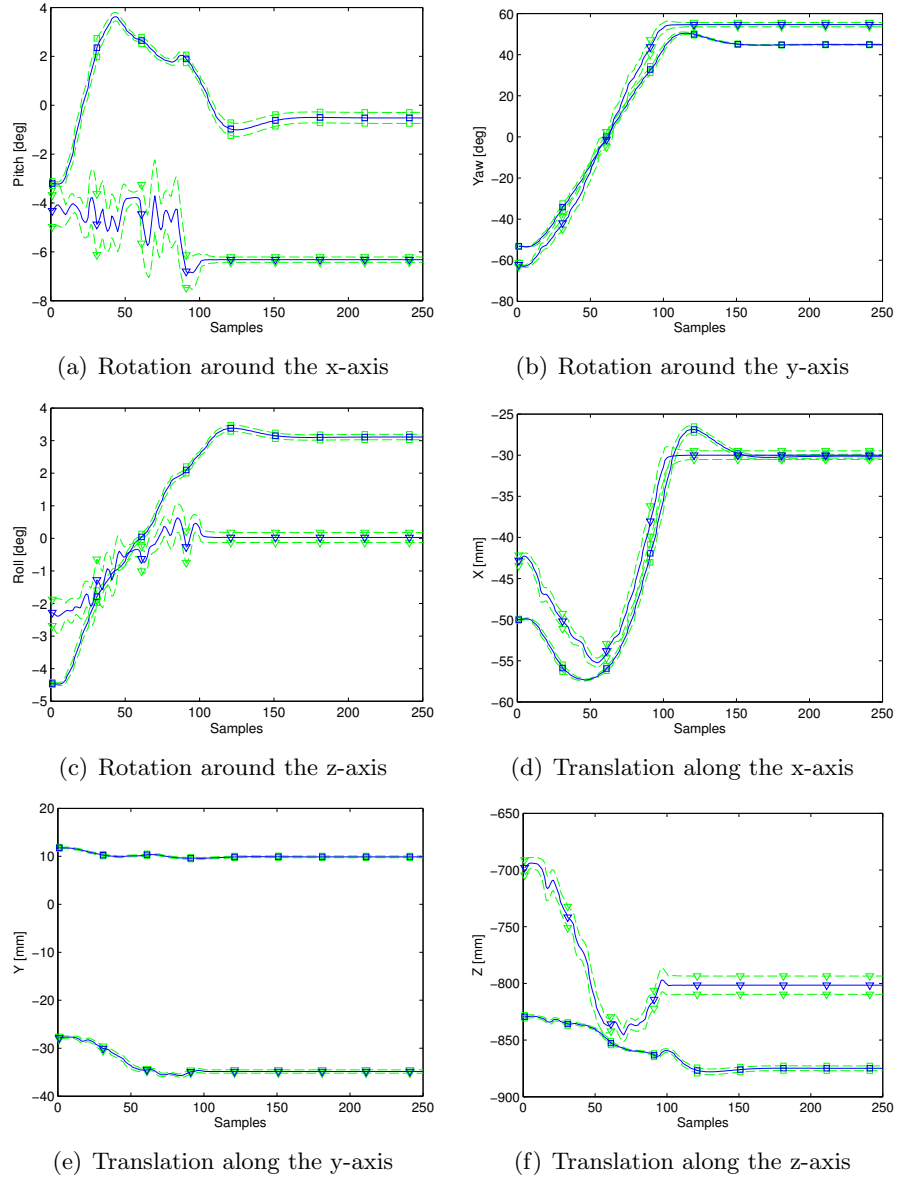 4
2
0
−2
−4
−6
−8
Pitch [deg]
0 50 100 150 200 250
Samples
(a) Rotation around the x-axis
60
40
20
0
−20
−40
−60
−80
Yaw [deg]
0 50 100 150 200 250
Samples
(b) Rotation around the y-axis
4
3
2
1
0
−1
−2
−3
−4
−5
Roll [deg]
0 50 100 150 200 250
Samples
(c) Rotation around the z-axis
−25
−30
−35
−40
−45
−50
−55
−60
X [mm]
0 50 100 150 200 250
Samples
(d) Translation along the x-axis
20
10
0
−10
−20
−30
−40
Y [mm]
0 50 100 150 200 250
Samples
(e) Translation along the y-axis
−650
−700
−750
−800
−850
−900
Z [mm]
0 50 100 150 200 250
Samples
(f) Translation along the z-axis